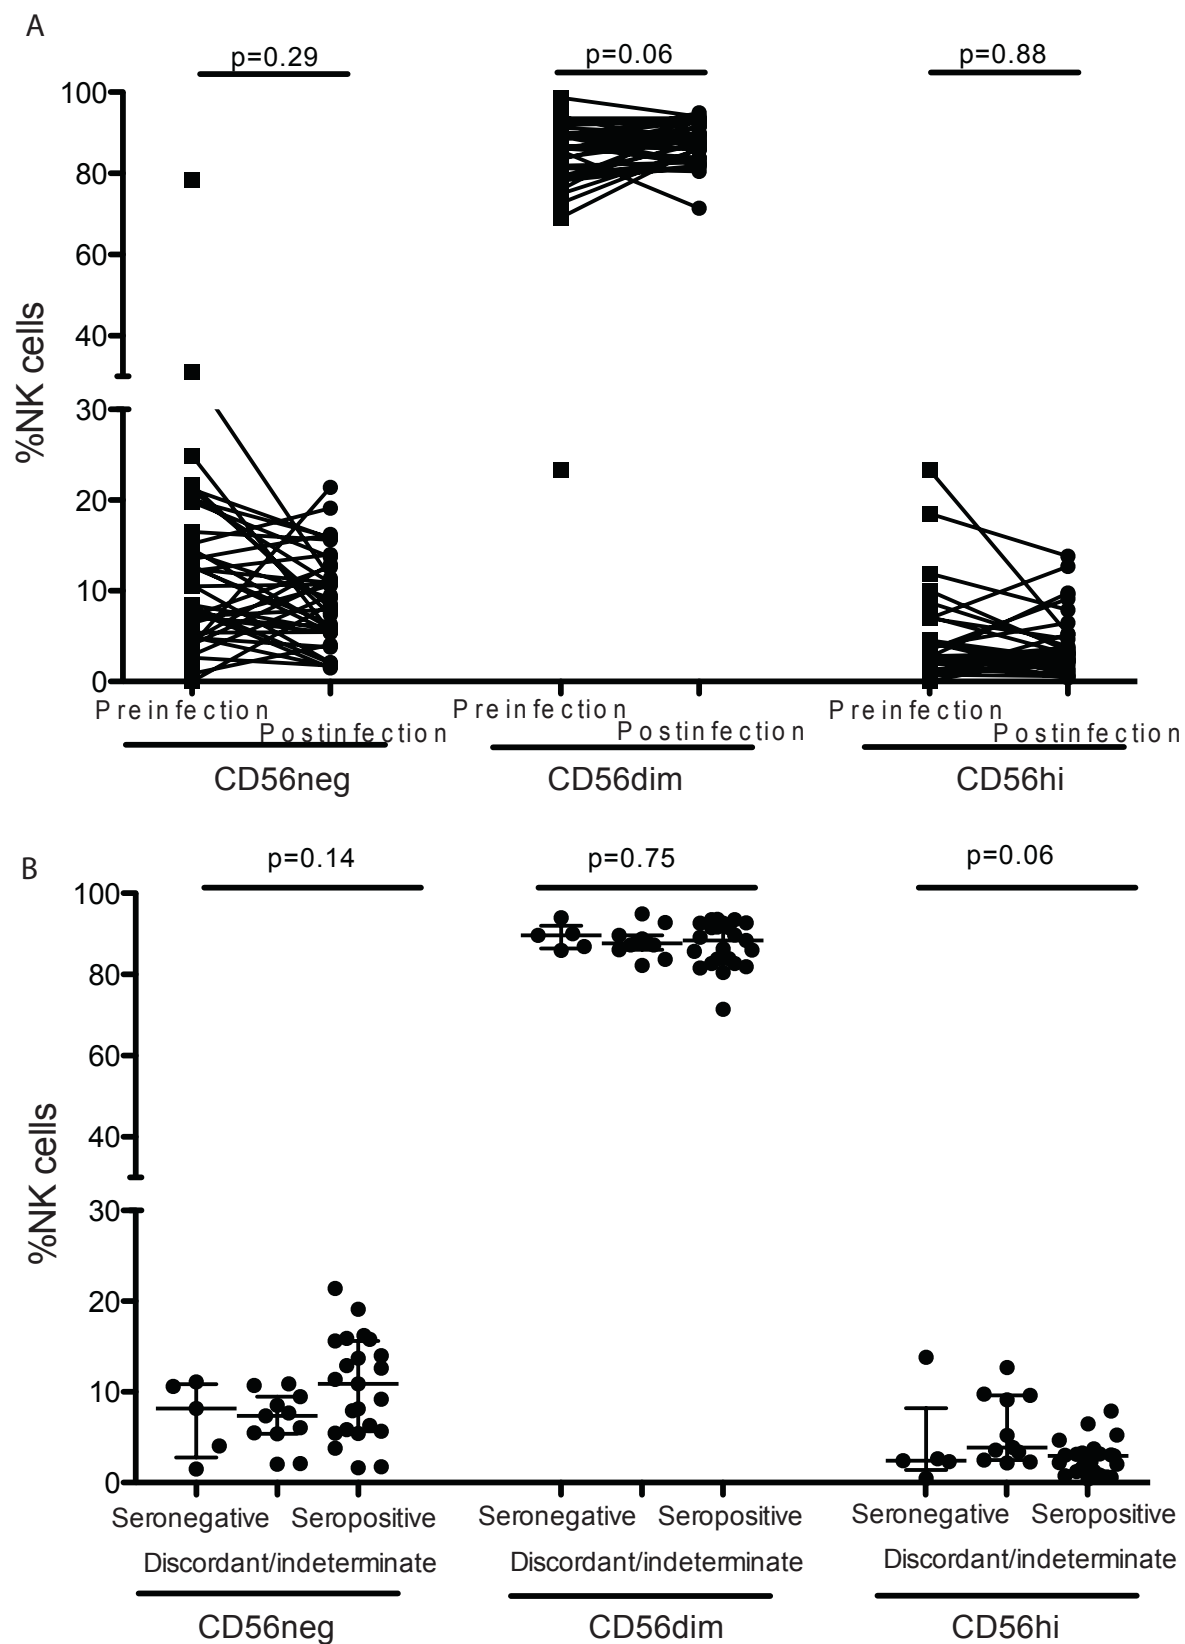 A
p=0.29 p=0.06 p=0.88
100
80
60
40
30
20
10
0
%NK cells
Preinfection Preinfection Preinfection
Postinfection Postinfection Postinfection
CD56neg CD56dim CD56hi
B
p=0.14 p=0.75 p=0.06
100
80
60
40
30
20
10
0
%NK cells
Seronegative Seropositive Seronegative Seropositive Seronegative Seropositive
Discordant/indeterminate Discordant/indeterminate Discordant/indeterminate
CD56neg CD56dim CD56hi